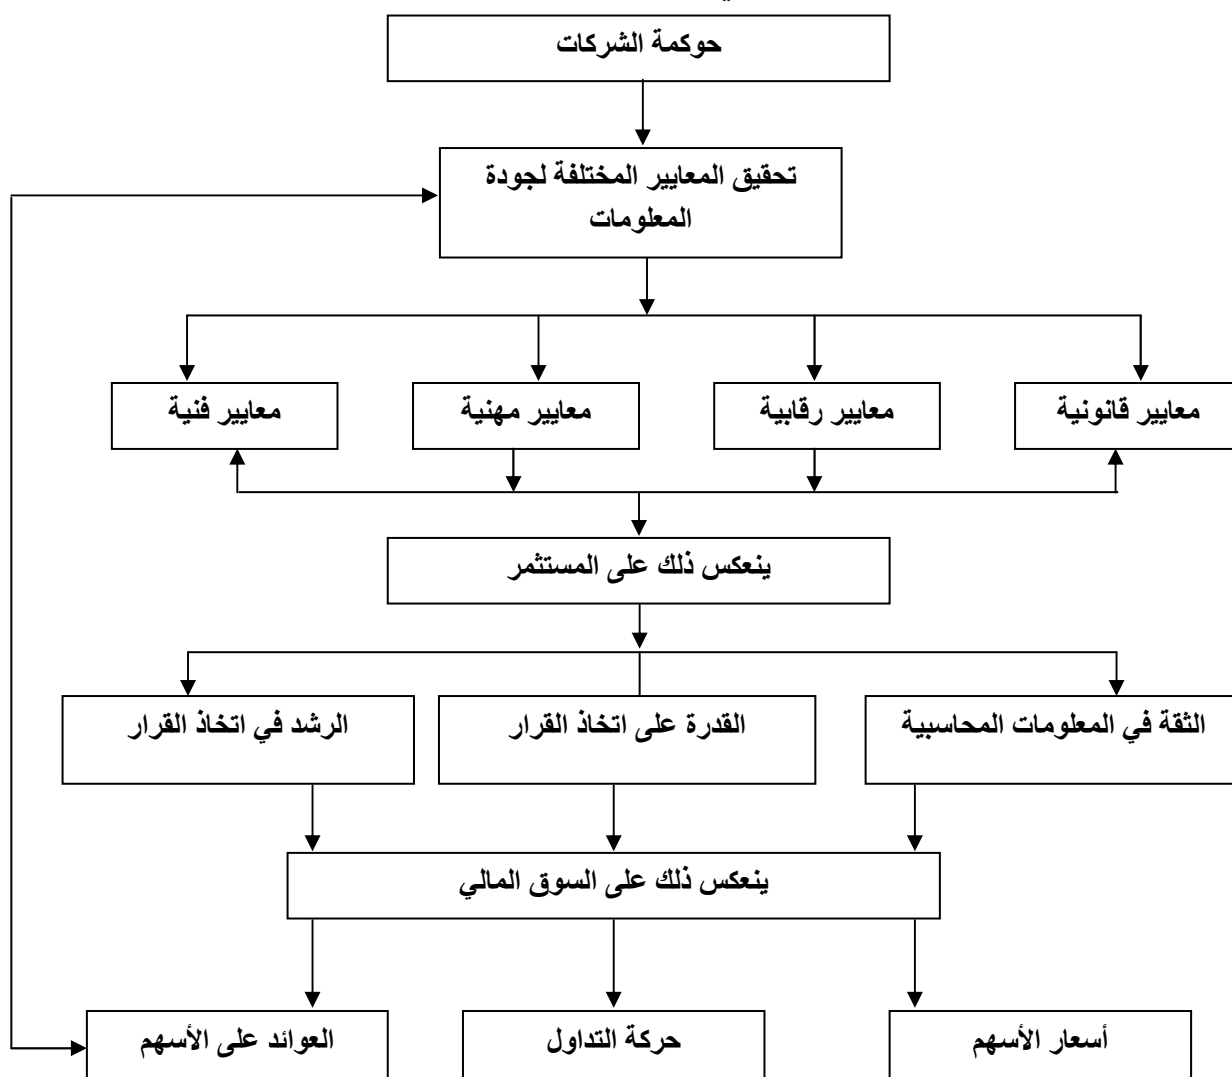 حوكمة الشركات
تحقيق المعايير المختلفة لجودة
المعلومات
معايير قانونية
معايير رقابية
معايير مهنية
معايير فنية
ينعكس ذلك على المستثمر
الثقة في المعلومات المحاسبية
القدرة على اتخاذ القرار
الرشد في اتخاذ القرار
ينعكس ذلك على السوق المالي
أسعار الأسهم
حركة التداول
العوائد على الأسهم